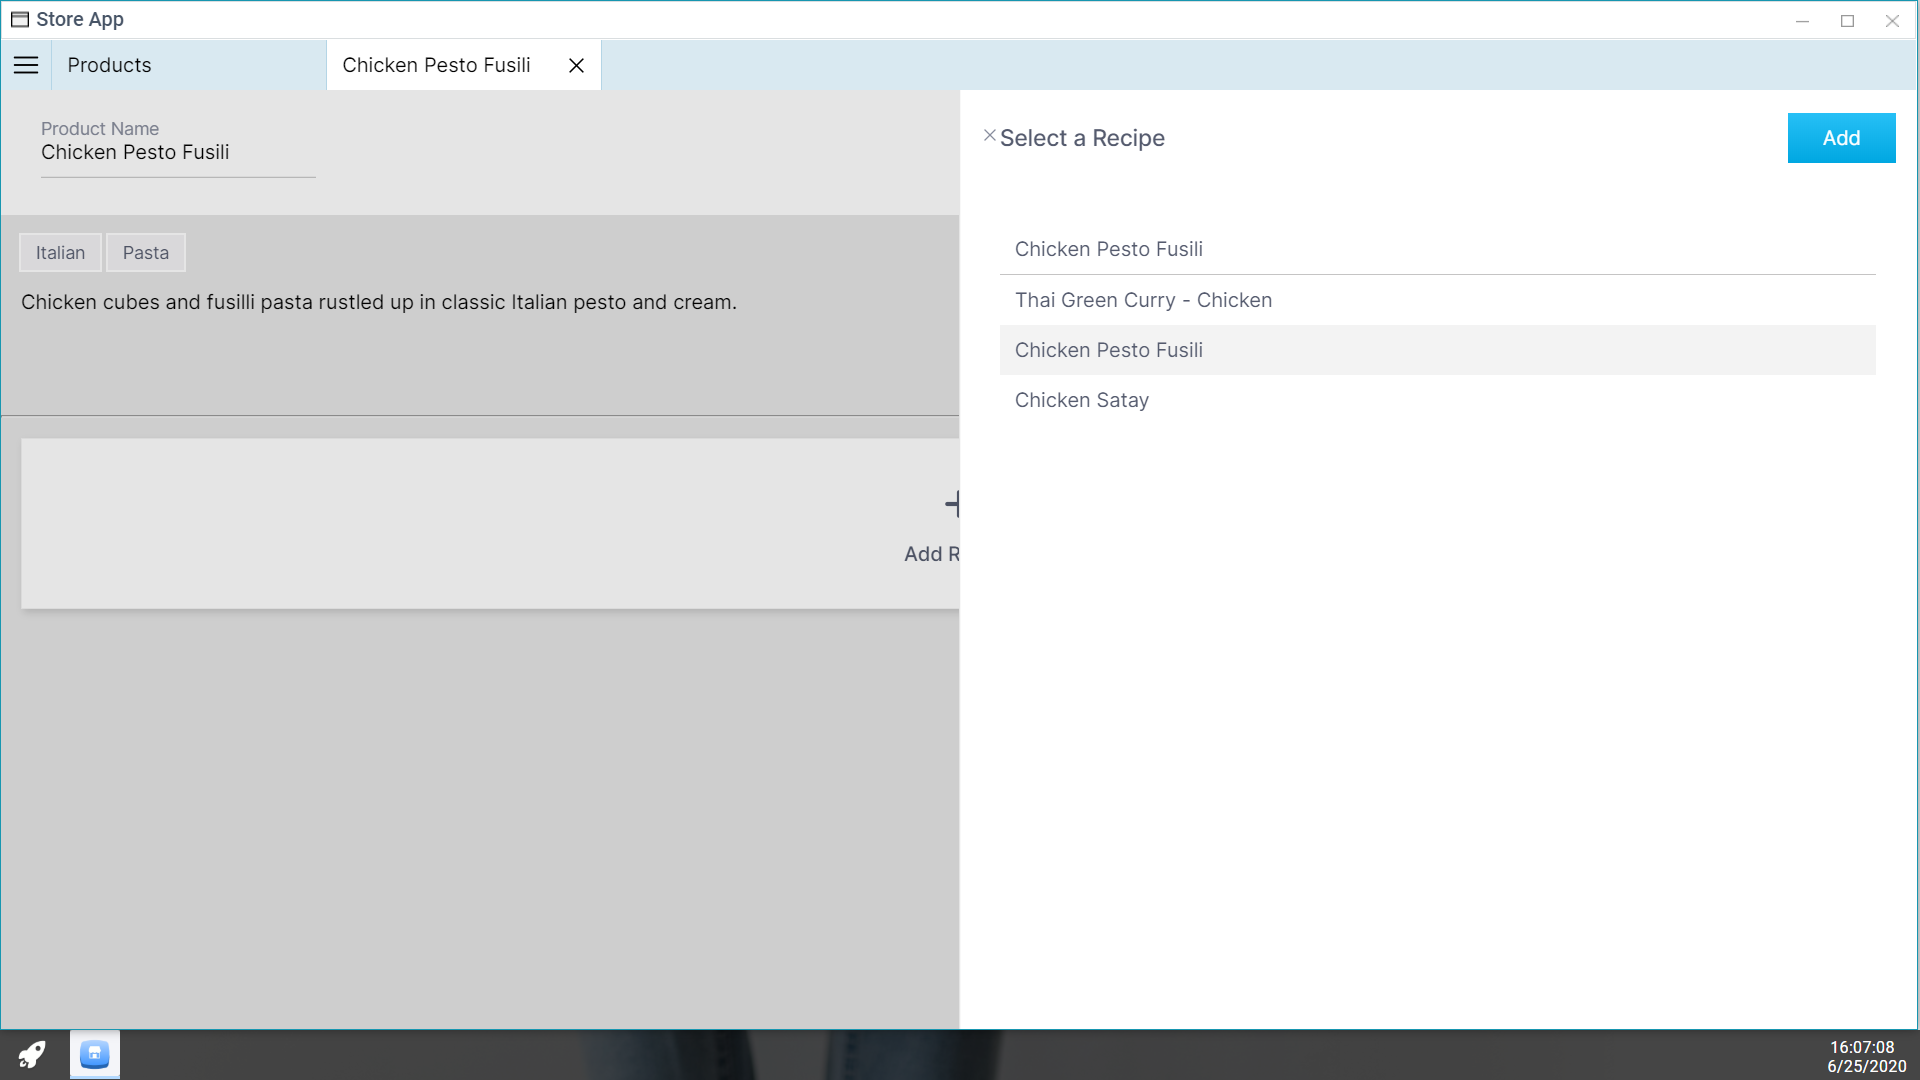 Store App
Products
Chicken Pesto Fusili
Product Name
Chicken Pesto Fusili
Italian
Pasta
Chicken cubes and fusilli pasta rustled up in classic Italian pesto and cream.
Add R
Select a Recipe
Add
Chicken Pesto Fusili
Thai Green Curry - Chicken
Chicken Pesto Fusili
Chicken Satay
16:07:08
6/25/2020